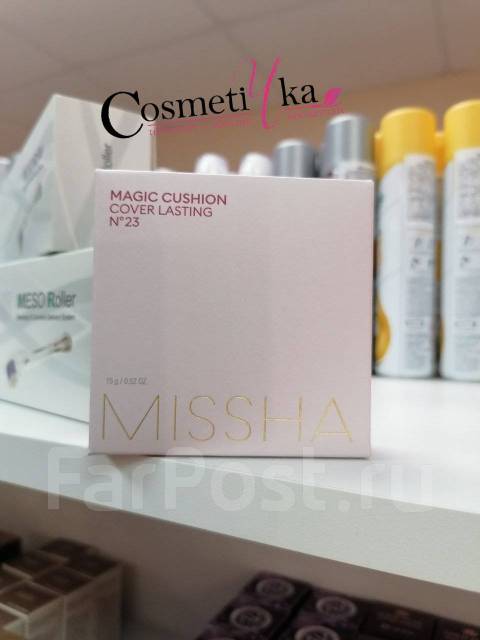 CosmetiЧka
MAGIC CUSHION
COVER LASTING
N°23
15 g / 0.52 OZ.
MISSHA
MESO Roller
FarPost.ru